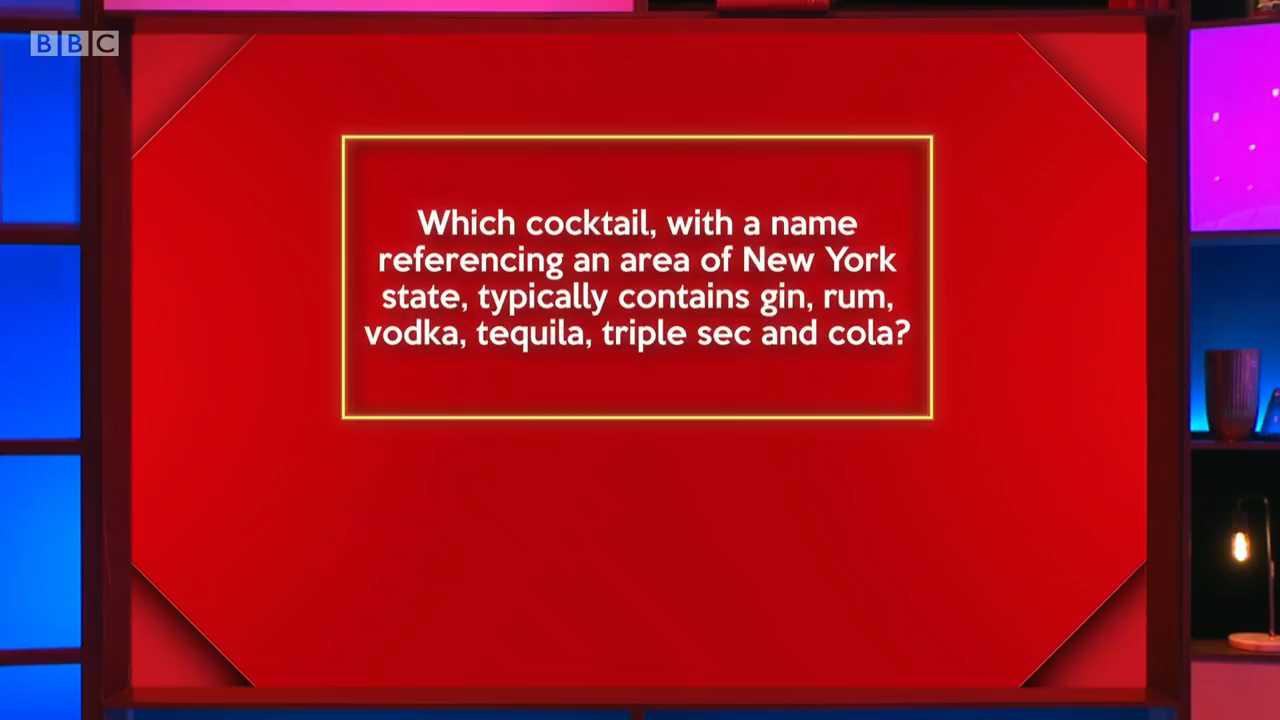 BBC
Which cocktail, with a name
referencing an area of New York
state, typically contains gin, rum,
vodka, tequila, triple sec and cola?